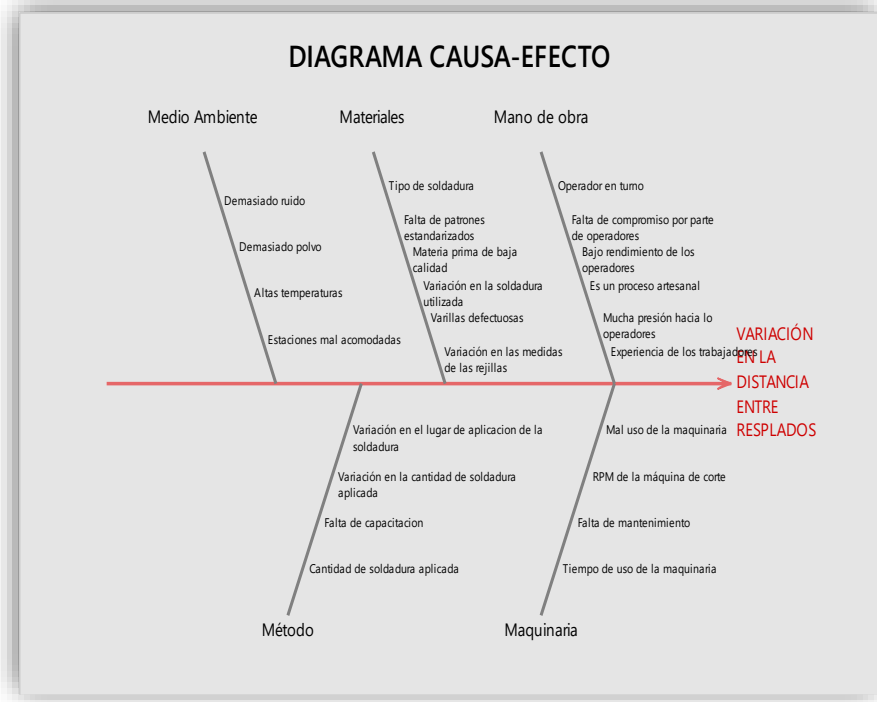 DIAGRAMA CAUSA-EFECTO
Medio Ambiente
Materiales
Mano de obra
Demasiado ruido
Demasiado polvo
Altas temperaturas
Estaciones mal acomodadas
Tipo de soldadura
Falta de patrones
estandarizados
Materia prima de baja
calidad
Variación en la soldadura
utilizada
Varillas defectuosas
Variación en las medidas
de las rejillas
Operador en turno
Falta de compromiso por parte
de operadores
Bajo rendimiento de los
operadores
Es un proceso artesanal
Mucha presión hacia lo
operadores
Experiencia de los trabajadores
VARIACIÓN
EN LA
DISTANCIA
ENTRE
RESPLADOS
Variación en el lugar de aplicacion de la
soldadura
Variación en la cantidad de soldadura
aplicada
Falta de capacitacion
Cantidad de soldadura aplicada
Mal uso de la maquinaria
RPM de la máquina de corte
Falta de mantenimiento
Tiempo de uso de la maquinaria
Método
Maquinaria